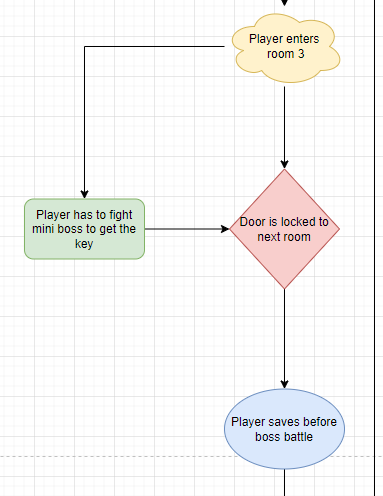 Player enters
room 3
Player has to fight
mini boss to get the
key
Door is locked to
next room
Player saves before
boss battle